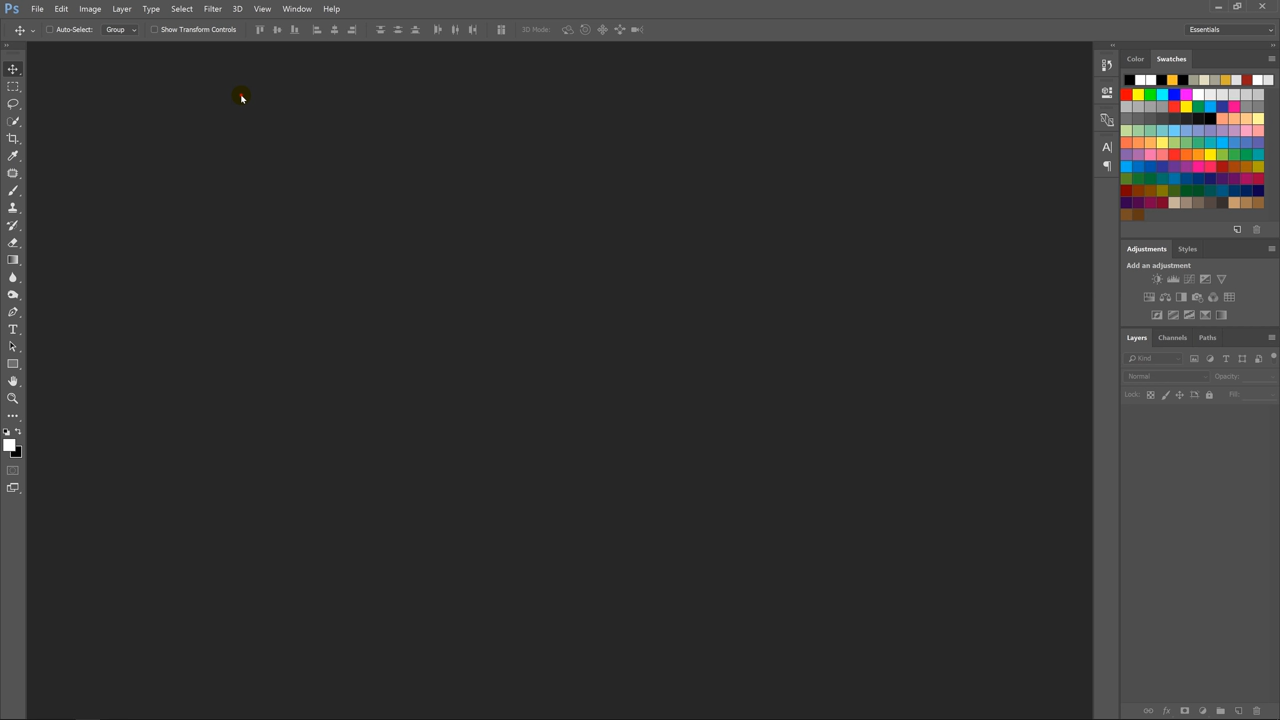 Ps File Edit Image Layer Type Select Filter 3D View Window Help
Auto-Select: Group Show Transform Controls 3D Mode: Essentials
Color Swatches
Adjustments Styles
Add an adjustment
Layers Channels Paths
Kind
Normal Opacity:
Lock: Fill: